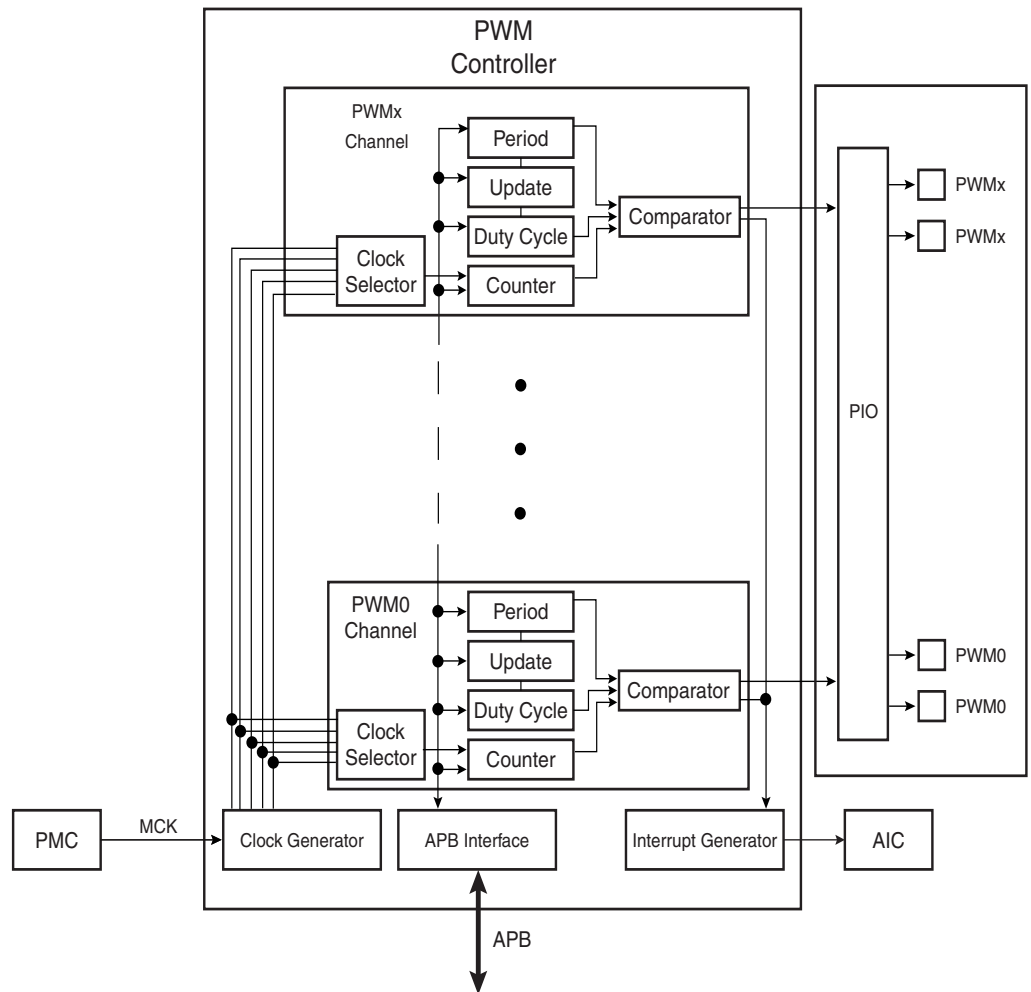 PWM
Controller
PWMx
Channel
Period
Update
Duty Cycle
Counter
Clock
Selector
Comparator
PWMx
PWMx
PIO
PWM0
Channel
Period
Update
Duty Cycle
Counter
Clock
Selector
Comparator
PWM0
PWM0
PMC
MCK
Clock Generator
APB Interface
Interrupt Generator
AIC
APB